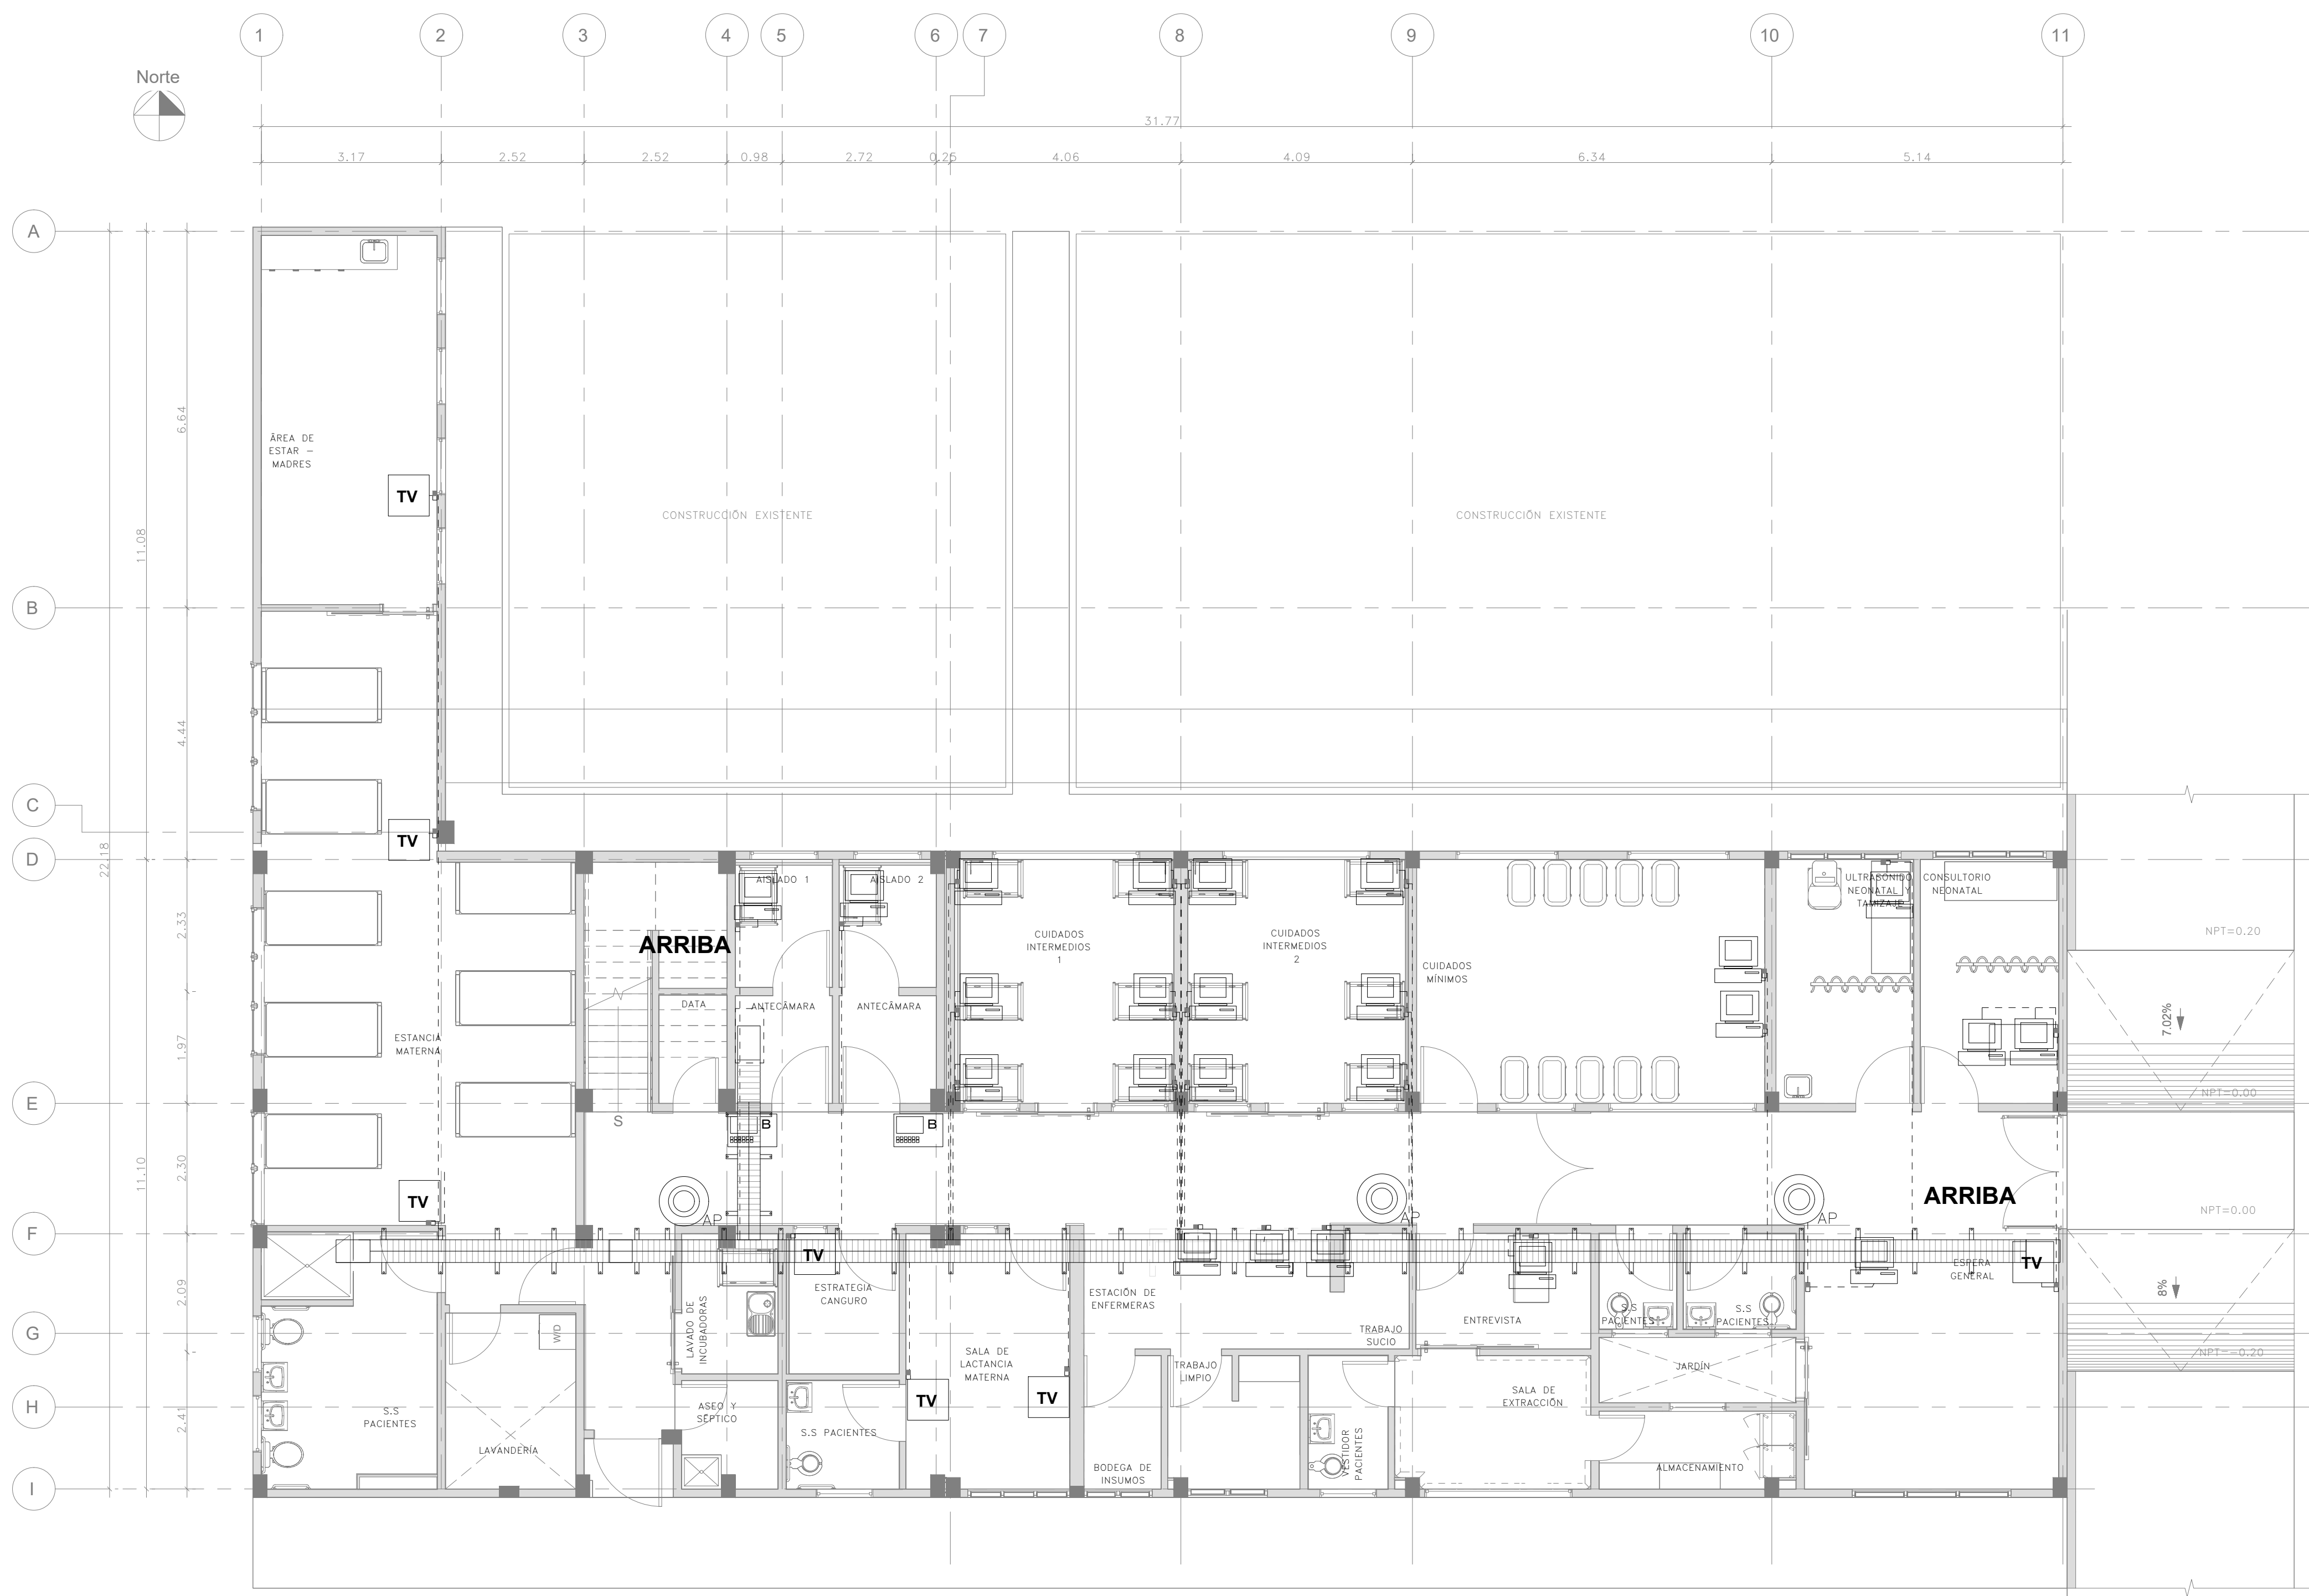 1 2 3 4 5 6 7 8 9 10 11
Norte
31.77
3.17 2.52 2.52 0.98 2.72 0.25 4.06 4.09 6.34 5.14
A
B
C
D
E
F
G
H
I
22.18
11.08
11.10
6.64
4.44
2.33
1.97
2.30
2.09
2.41
ÁREA DE
ESTAR –
MADRES
TV
CONSTRUCCIÓN EXISTENTE
CONSTRUCCIÓN EXISTENTE
TV
AISLADO 1
AISLADO 2
ULTRASONIDO
NEONATAL Y
TAMIZAJE
CONSULTORIO
NEONATAL
ARRIBA
CUIDADOS
INTERMEDIOS
1
CUIDADOS
INTERMEDIOS
2
CUIDADOS
MÍNIMOS
NPT=0.20
DATA
ANTECÁMARA
ANTECÁMARA
7.02%
ESTANCIA
MATERNA
NPT=0.00
S
B
B
TV
AP
AP
AP
ARRIBA
NPT=0.00
TV
ESTRATEGIA
CANGURO
ESTACIÓN DE
ENFERMERAS
ESPERA
GENERAL
TV
8%
LAVADO DE
INCUBADORAS
W/D
TRABAJO
SUCIO
ENTREVISTA
S.S
PACIENTES
S.S
PACIENTES
SALA DE
LACTANCIA
MATERNA
TRABAJO
LIMPIO
JARDÍN
NPT=-0.20
TV
TV
S.S
PACIENTES
ASEO Y
SÉPTICO
SALA DE
EXTRACCIÓN
LAVANDERÍA
S.S PACIENTES
VESTIDOR
PACIENTES
BODEGA DE
INSUMOS
ALMACENAMIENTO